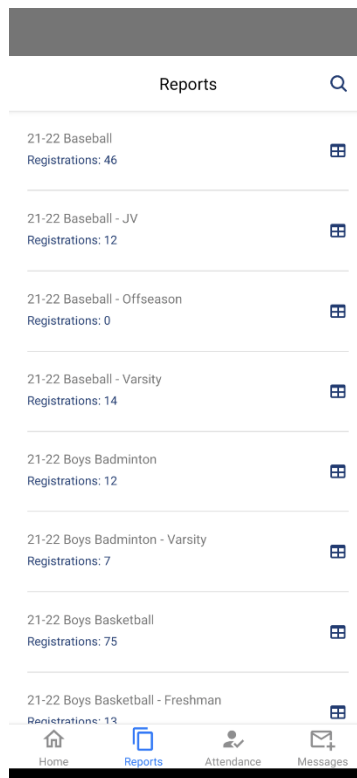 Reports
21-22 Baseball
Registrations: 46
21-22 Baseball - JV
Registrations: 12
21-22 Baseball - Offseason
Registrations: 0
21-22 Baseball - Varsity
Registrations: 14
21-22 Boys Badminton
Registrations: 12
21-22 Boys Badminton - Varsity
Registrations: 7
21-22 Boys Basketball
Registrations: 75
21-22 Boys Basketball - Freshman
Registrations: 13
Home Reports Attendance Messages